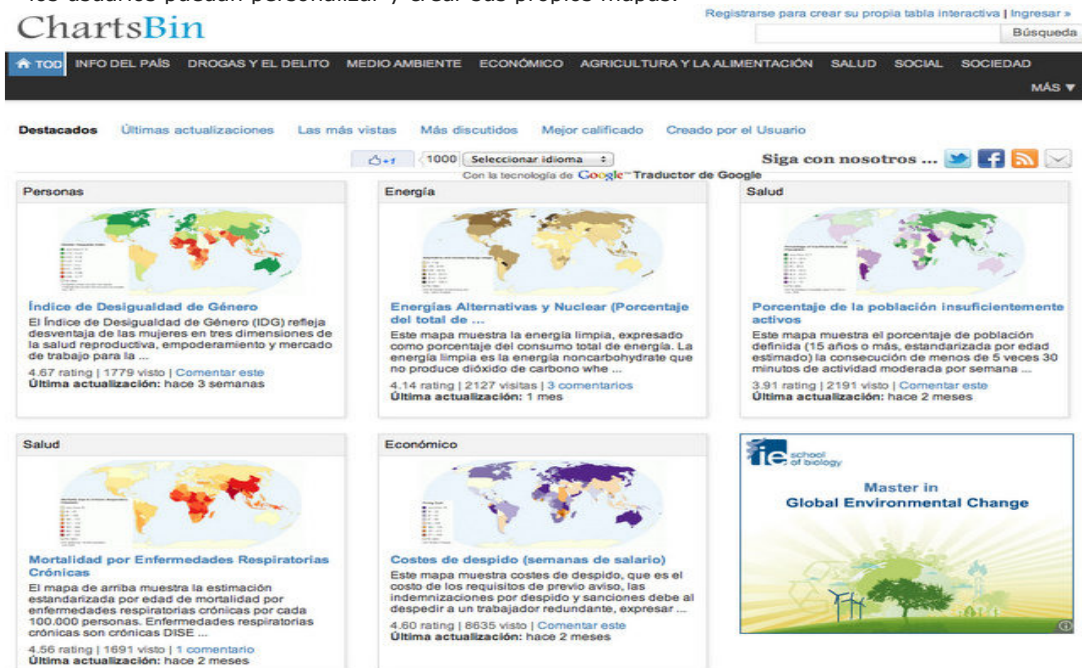 los usuarios puedan personalizar y crear sus propios mapas.
ChartsBin
Registrarse para crear su propia tabla interactiva | Ingresar »
Búsqueda
TOD INFO DEL PAÍS DROGAS Y EL DELITO MEDIO AMBIENTE ECONÓMICO AGRICULTURA Y LA ALIMENTACIÓN SALUD SOCIAL SOCIEDAD
MÁS ▼
Destacados Últimas actualizaciones Las más vistas Más discutidos Mejor calificado Creado por el Usuario
+1 1000 Seleccionar idioma Siga con nosotros ...
Con la tecnología de Google Traductor de Google
Personas
Índice de Desigualdad de Género
El Índice de Desigualdad de Género (IDG) refleja
desventaja de las mujeres en tres dimensiones de
la salud reproductiva, empoderamiento y mercado
de trabajo para la ...
4.67 rating | 1779 visto | Comentar este
Última actualización: hace 3 semanas
Energía
Energías Alternativas y Nuclear (Porcentaje
del total de ...
Este mapa muestra la energía limpia, expresado
como porcentaje del consumo total de energía. La
energía limpia es la energía noncarbohydrate que
no produce dióxido de carbono whe ...
4.14 rating | 2127 visitas | 3 comentarios
Última actualización: 1 mes
Salud
Porcentaje de la población insuficientemente
activos
Este mapa muestra el porcentaje de población
definida (15 años o más, estandarizada por edad
estimado) la consecución de menos de 5 veces 30
minutos de actividad moderada por semana ...
3.91 rating | 2191 visto | Comentar este
Última actualización: hace 2 meses
Salud
Mortalidad por Enfermedades Respiratorias
Crónicas
El mapa de arriba muestra la estimación
estandarizada por edad de mortalidad por
enfermedades respiratorias crónicas por cada
100.000 personas. Enfermedades respiratorias
crónicas son crónicas DISE ...
4.56 rating | 1691 visto | 1 comentario
Última actualización: hace 2 meses
Económico
Costes de despido (semanas de salario)
Este mapa muestra costes de despido, que es el
costo de los requisitos de previo aviso, las
indemnizaciones por despido y sanciones debe al
despedir a un trabajador redundante, expresar ...
4.60 rating | 8635 visto | Comentar este
Última actualización: hace 2 meses
ie school
of biology
Master in
Global Environmental Change